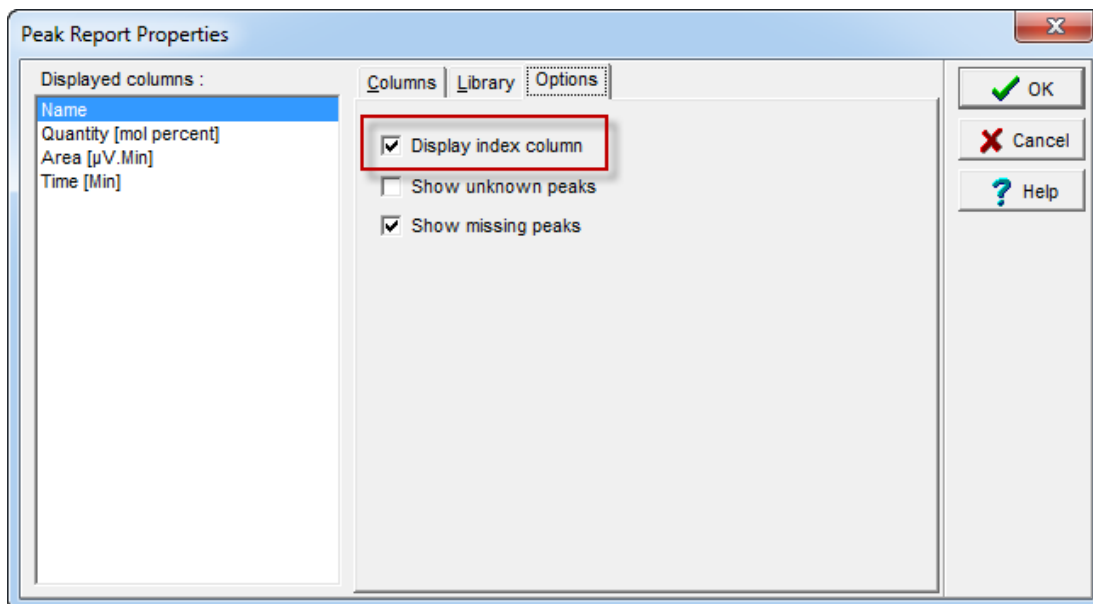 Peak Report Properties
Displayed columns :
Name
Quantity [mol percent]
Area [µV.Min]
Time [Min]
Columns
Library
Options
Display index column
Show unknown peaks
Show missing peaks
OK
Cancel
Help